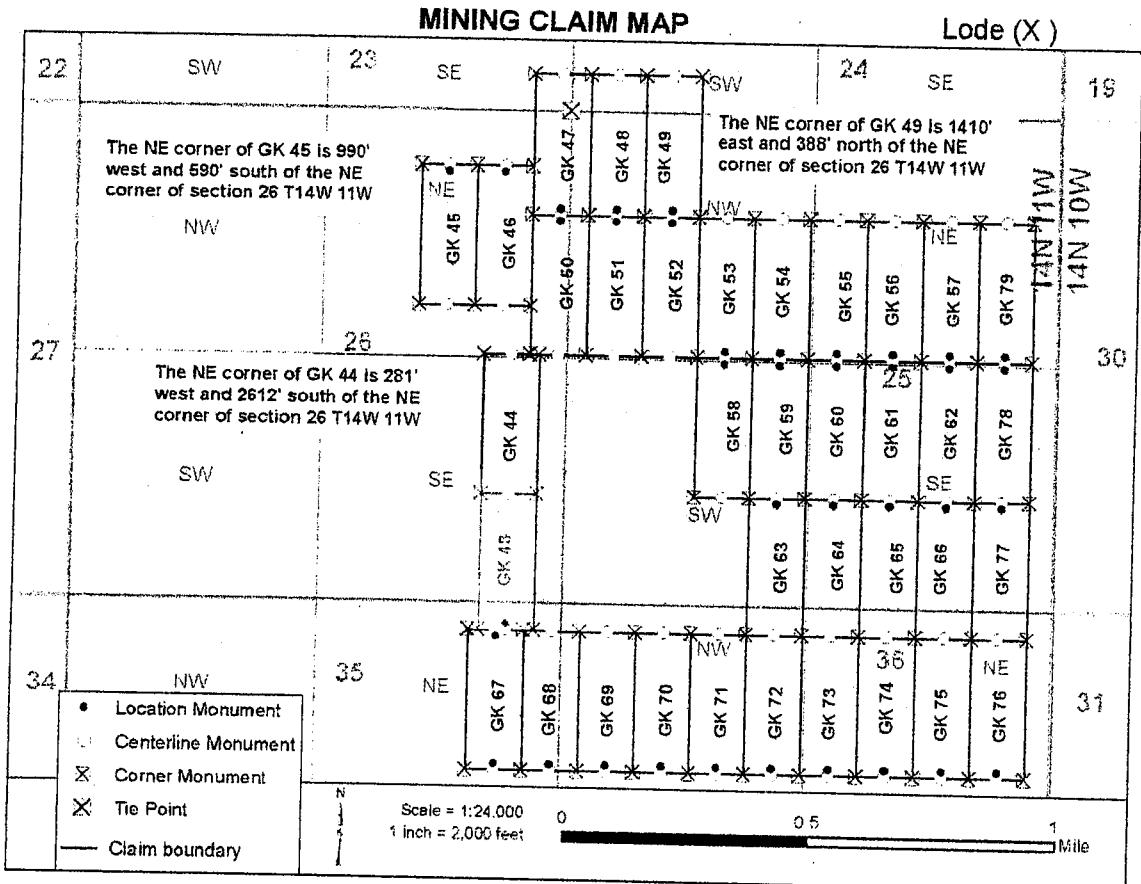 MINING CLAIM MAP
Lode (X )
22
SW
23
SE
SW
24
SE
19
The NE corner of GK 45 is 990'
west and 590' south of the NE
corner of section 26 T14W 11W
The NE corner of GK 49 is 1410'
east and 388' north of the NE
corner of section 26 T14W 11W
GK 47
GK 48
GK 49
NE
NW
NW
NE
14N 11W
14N 10W
GK 45
GK 46
GK 50
GK 51
GK 52
GK 53
GK 54
GK 55
GK 56
GK 57
GK 79
27
26
25
30
The NE corner of GK 44 is 281'
west and 2612' south of the NE
corner of section 26 T14W 11W
GK 44
GK 58
GK 59
GK 60
GK 61
GK 62
GK 78
SW
SE
SW
SE
GK 43
GK 63
GK 64
GK 65
GK 66
GK 77
34
NW
35
NE
NW
36
NE
31
GK 67
GK 68
GK 69
GK 70
GK 71
GK 72
GK 73
GK 74
GK 75
GK 76
Location Monument
Centerline Monument
Corner Monument
Tie Point
Claim boundary
N
Scale = 1:24.000
1 inch = 2,000 feet
0
0 5
1
Mile